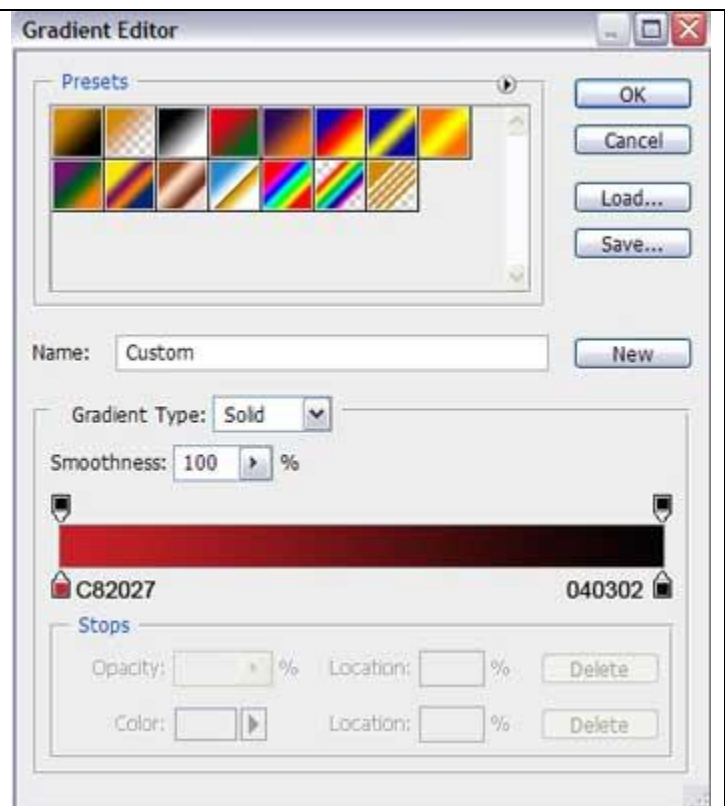 Gradient Editor
Presets
OK
Cancel
Load...
Save...
Name: Custom
New
Gradient Type: Solid
Smoothness: 100 %
C82027 040302
Stops
Opacity: % Location: % Delete
Color: Location: % Delete